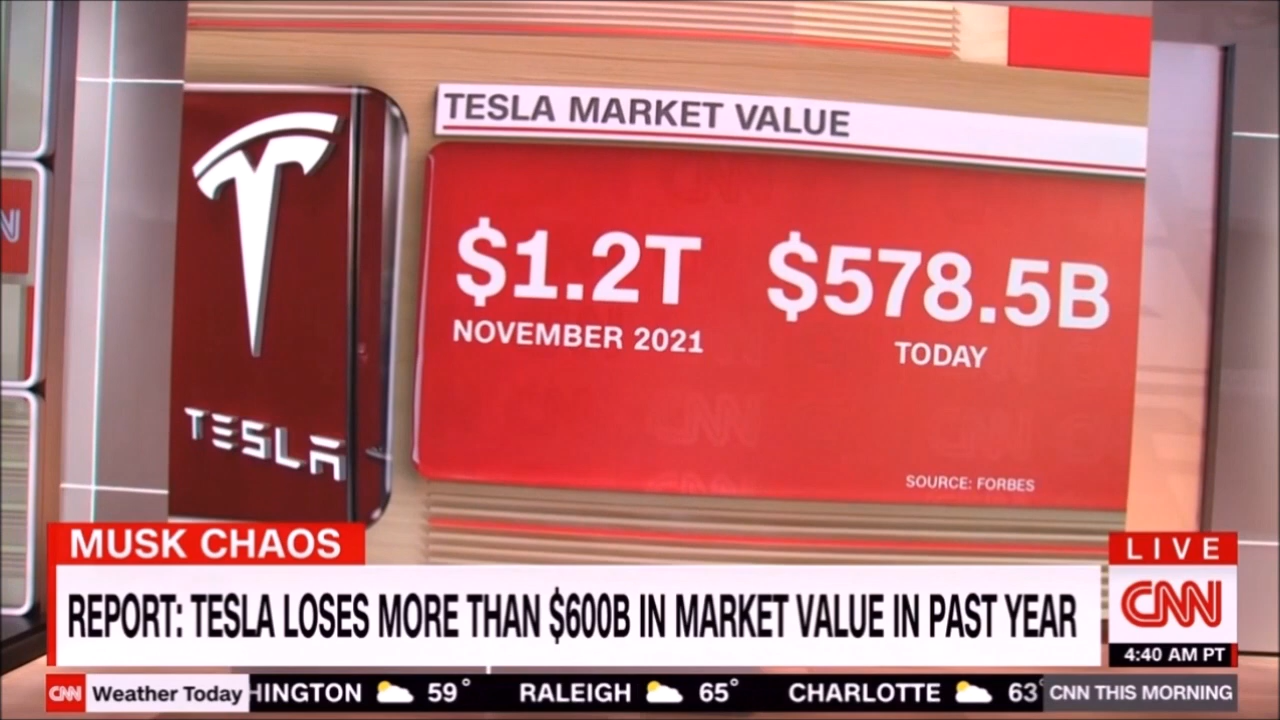 TESLA MARKET VALUE
$1.2T
NOVEMBER 2021
$578.5B
TODAY
SOURCE: FORBES
TESLA
MUSK CHAOS
REPORT: TESLA LOSES MORE THAN $600B IN MARKET VALUE IN PAST YEAR
LIVE
CNN
4:40 AM PT
CNN Weather Today HINGTON 59° RALEIGH 65° CHARLOTTE 63° CNN THIS MORNING